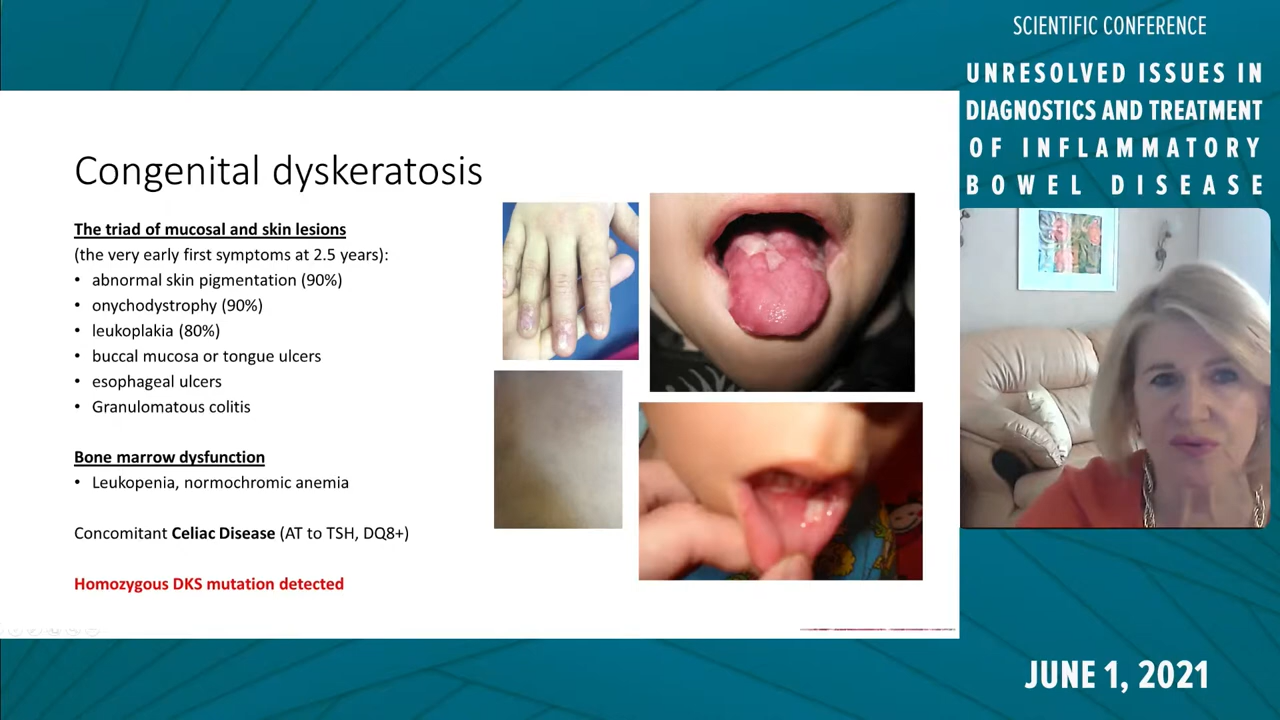 SCIENTIFIC CONFERENCE
UNRESOLVED ISSUES IN
DIAGNOSTICS AND TREATMENT
OF INFLAMMATORY
BOWEL DISEASE
Congenital dyskeratosis
The triad of mucosal and skin lesions
(the very early first symptoms at 2.5 years):
• abnormal skin pigmentation (90%)
• onychodystrophy (90%)
• leukoplakia (80%)
• buccal mucosa or tongue ulcers
• esophageal ulcers
• Granulomatous colitis
Bone marrow dysfunction
• Leukopenia, normochromic anemia
Concomitant Celiac Disease (AT to TSH, DQ8+)
Homozygous DKS mutation detected
JUNE 1, 2021